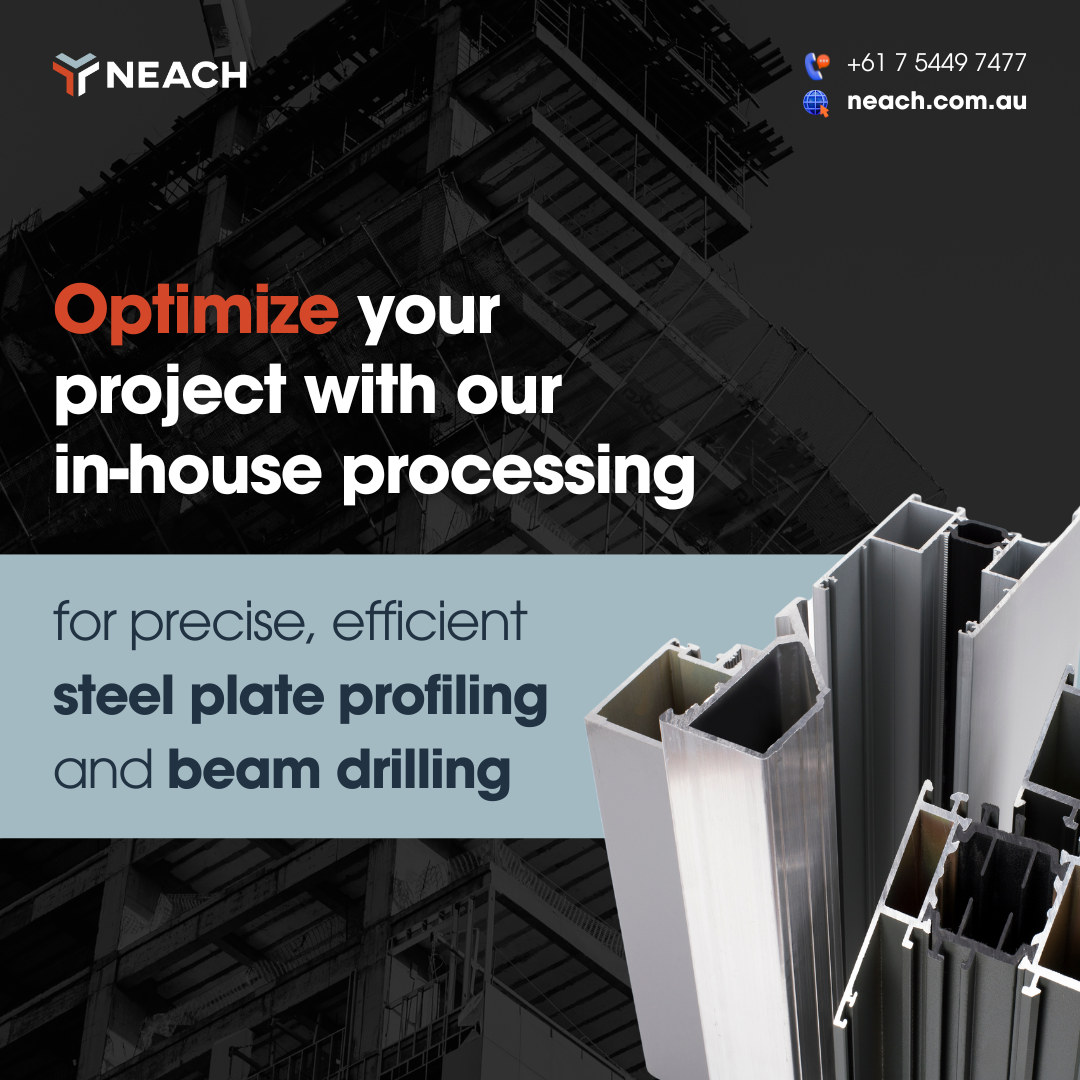 NEACH
+61 7 5449 7477
neach.com.au
Optimize your
project with our
in-house processing
for precise, efficient
steel plate profiling
and beam drilling